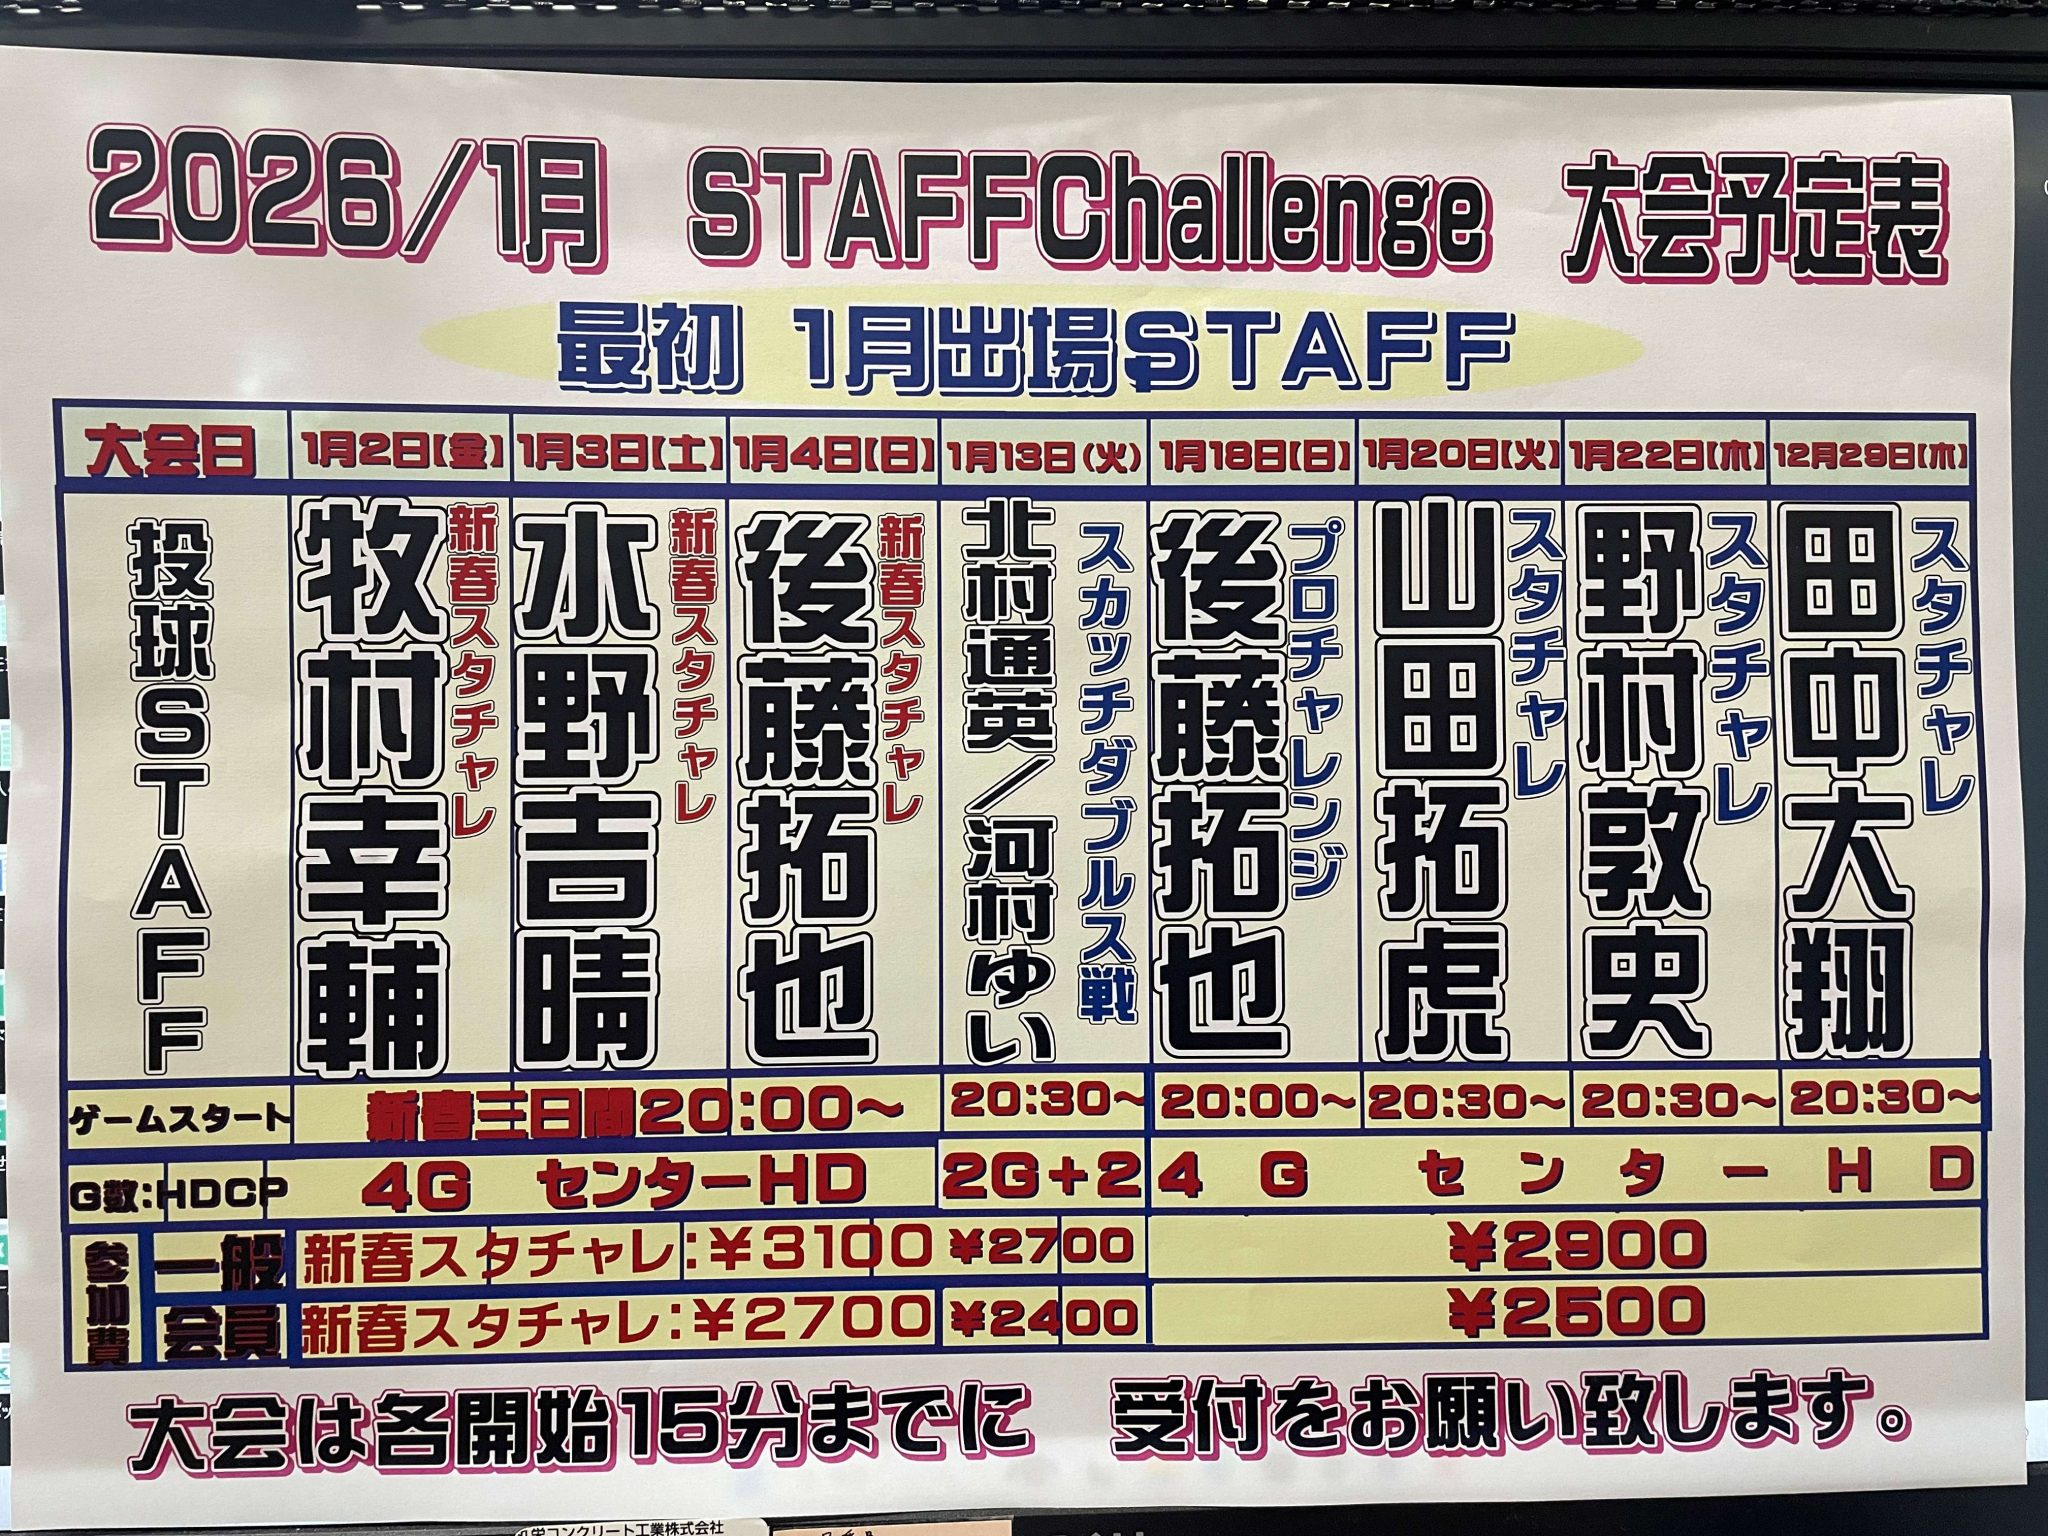 2026/1月 STAFFChallenge 大会予定表
最初 1月出場STAFF
大会日 1月2日【金】 1月3日【土】 1月4日【日】 1月13日(火) 1月18日【日】 1月20日【火】 1月22日【木】 12月29日【木】
投球STAFF
牧村幸輔 新春スタチャレ
水野吉晴 新春スタチャレ
後藤拓也 新春スタチャレ
北村通英/河村ゆい スカッチダブルス戦
後藤拓也 プロチャレンジ
山田拓虎 スタチャレ
野村敦史 スタチャレ
田中大翔 スタチャレ
ゲームスタート 新春三日間20:00〜 20:30〜 20:00〜 20:30〜 20:30〜 20:30〜
G数:HDCP 4G センターHD 2G+2 4G センターHD
参加費
一般 新春スタチャレ:¥3100 ¥2700 ¥2900
会員 新春スタチャレ:¥2700 ¥2400 ¥2500
大会は各開始15分までに 受付をお願い致します。
コンクリート工業株式会社